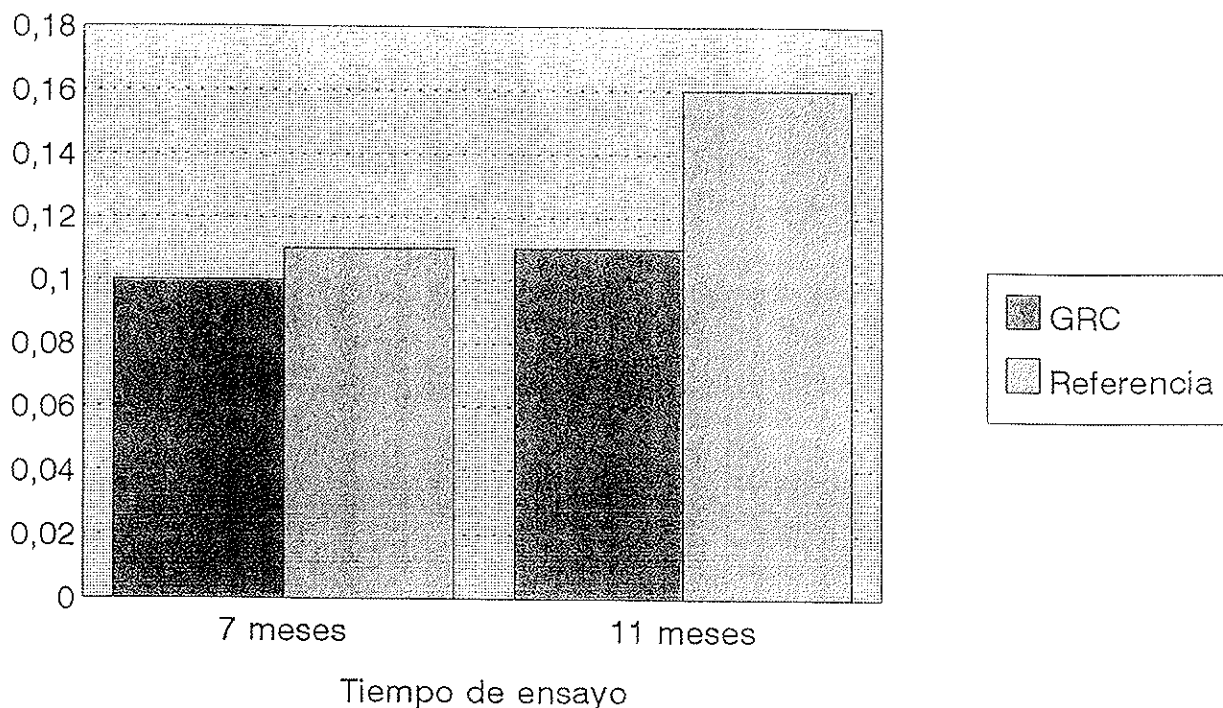 0,18
0,16
0,14
0,12
0,1
0,08
0,06
0,04
0,02
0
7 meses
11 meses
Tiempo de ensayo
GRC
Referencia